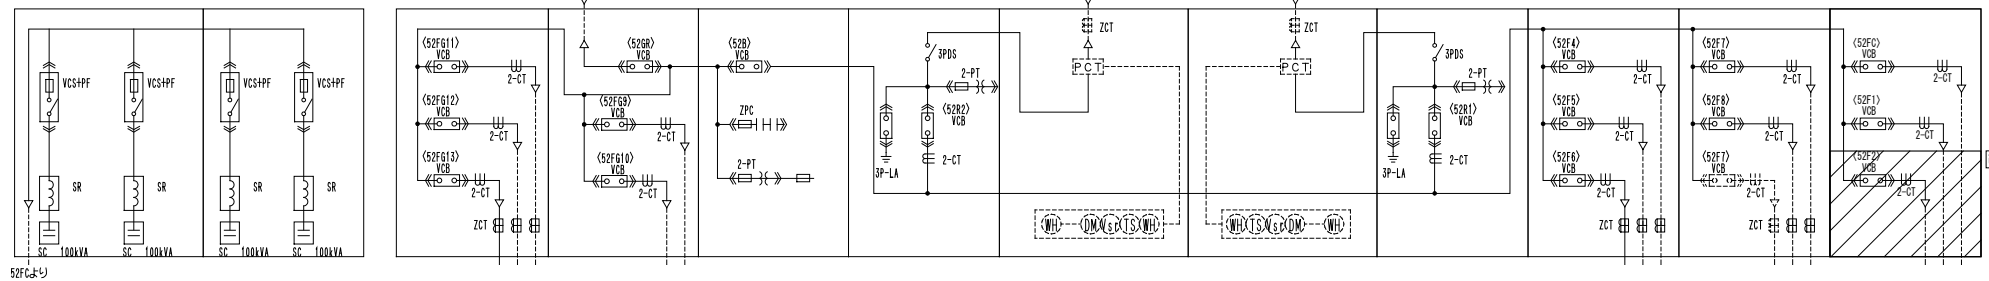 VCS+PF
VCS+PF
VCS+PF
VCS+PF
SR
SR
SR
SR
SC 100kVA
SC 100kVA
SC 100kVA
SC 100kVA
52FCより
〈52FG11〉
VCB
2-CT
〈52FG12〉
VCB
2-CT
〈52FG13〉
VCB
2-CT
ZCT
〈52GR〉
VCB
〈52FG9〉
VCB
2-CT
〈52FG10〉
VCB
2-CT
〈52B〉
VCB
ZPC
2-PT
3PDS
2-PT
〈52R2〉
VCB
2-CT
3P-LA
ZCT
PCT
WH DM Vst TS WH
ZCT
PCT
WH TS Vst DM WH
3PDS
2-PT
〈52R1〉
VCB
2-CT
3P-LA
〈52F4〉
VCB
2-CT
〈52F5〉
VCB
2-CT
〈52F6〉
VCB
2-CT
ZCT
〈52F7〉
VCB
2-CT
〈52F8〉
VCB
2-CT
〈52F7〉
VCB
2-CT
ZCT
〈52FC〉
VCB
2-CT
〈52F1〉
VCB
2-CT
〈52F2〉
VCB
2-CT